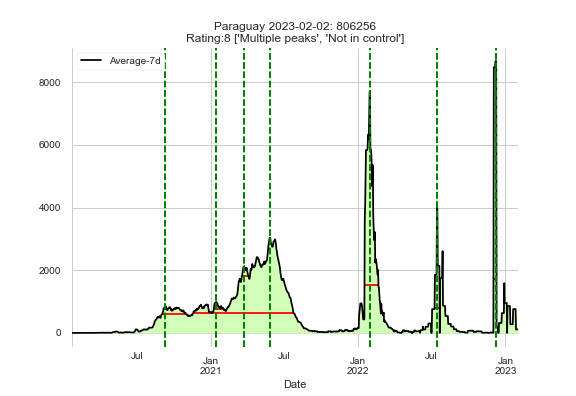 Paraguay 2023-02-02: 806256
Rating:8 ['Multiple peaks', 'Not in control']
Average-7d
8000
6000
4000
2000
0
Jul
Jan
2021
Jul
Jan
2022
Jul
Jan
2023
Date